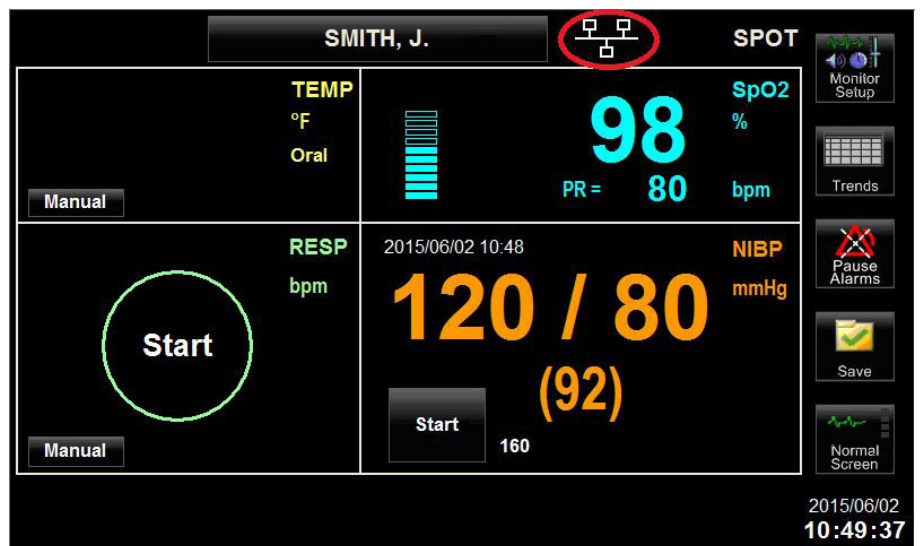 SMITH, J.
SPOT
Monitor
Setup
TEMP
°F
Oral
Manual
SpO2
%
98
PR = 80 bpm
Trends
RESP
bpm
Start
Manual
2015/06/02 10:48
NIBP
mmHg
120 / 80
(92)
Start
160
Pause
Alarms
Save
Normal
Screen
2015/06/02
10:49:37